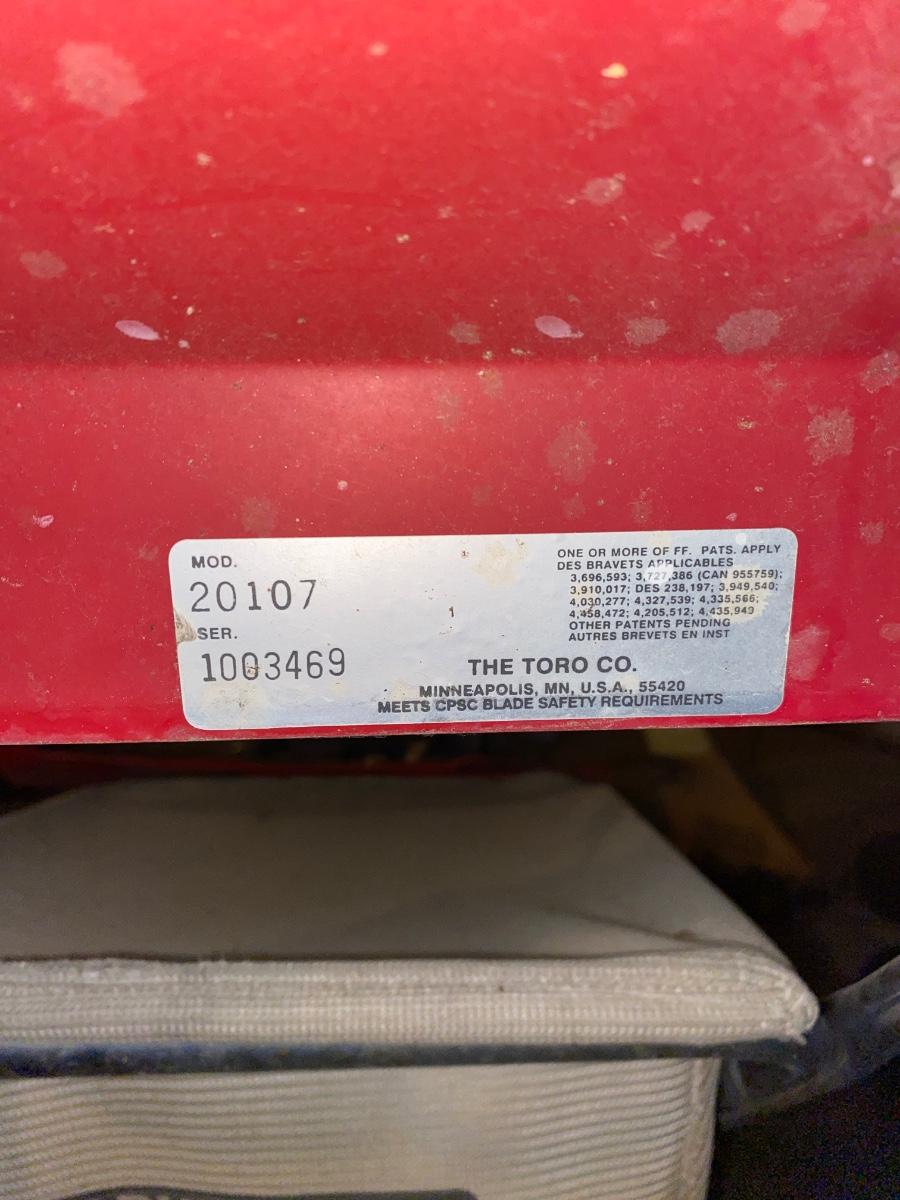 MOD.
20107
SER.
1003469
ONE OR MORE OF FF. PATS. APPLY
DES BRAVETS APPLICABLES
3,696,593; 3,727,386 (CAN 955759);
3,910,017; DES 238,197; 3,949,540;
4,030,277; 4,327,539; 4,335,566;
4,458,472; 4,205,512; 4,435,943
OTHER PATENTS PENDING
AUTRES BREVETS EN INST
THE TORO CO.
MINNEAPOLIS, MN, U.S.A., 55420
MEETS CPSC BLADE SAFETY REQUIREMENTS